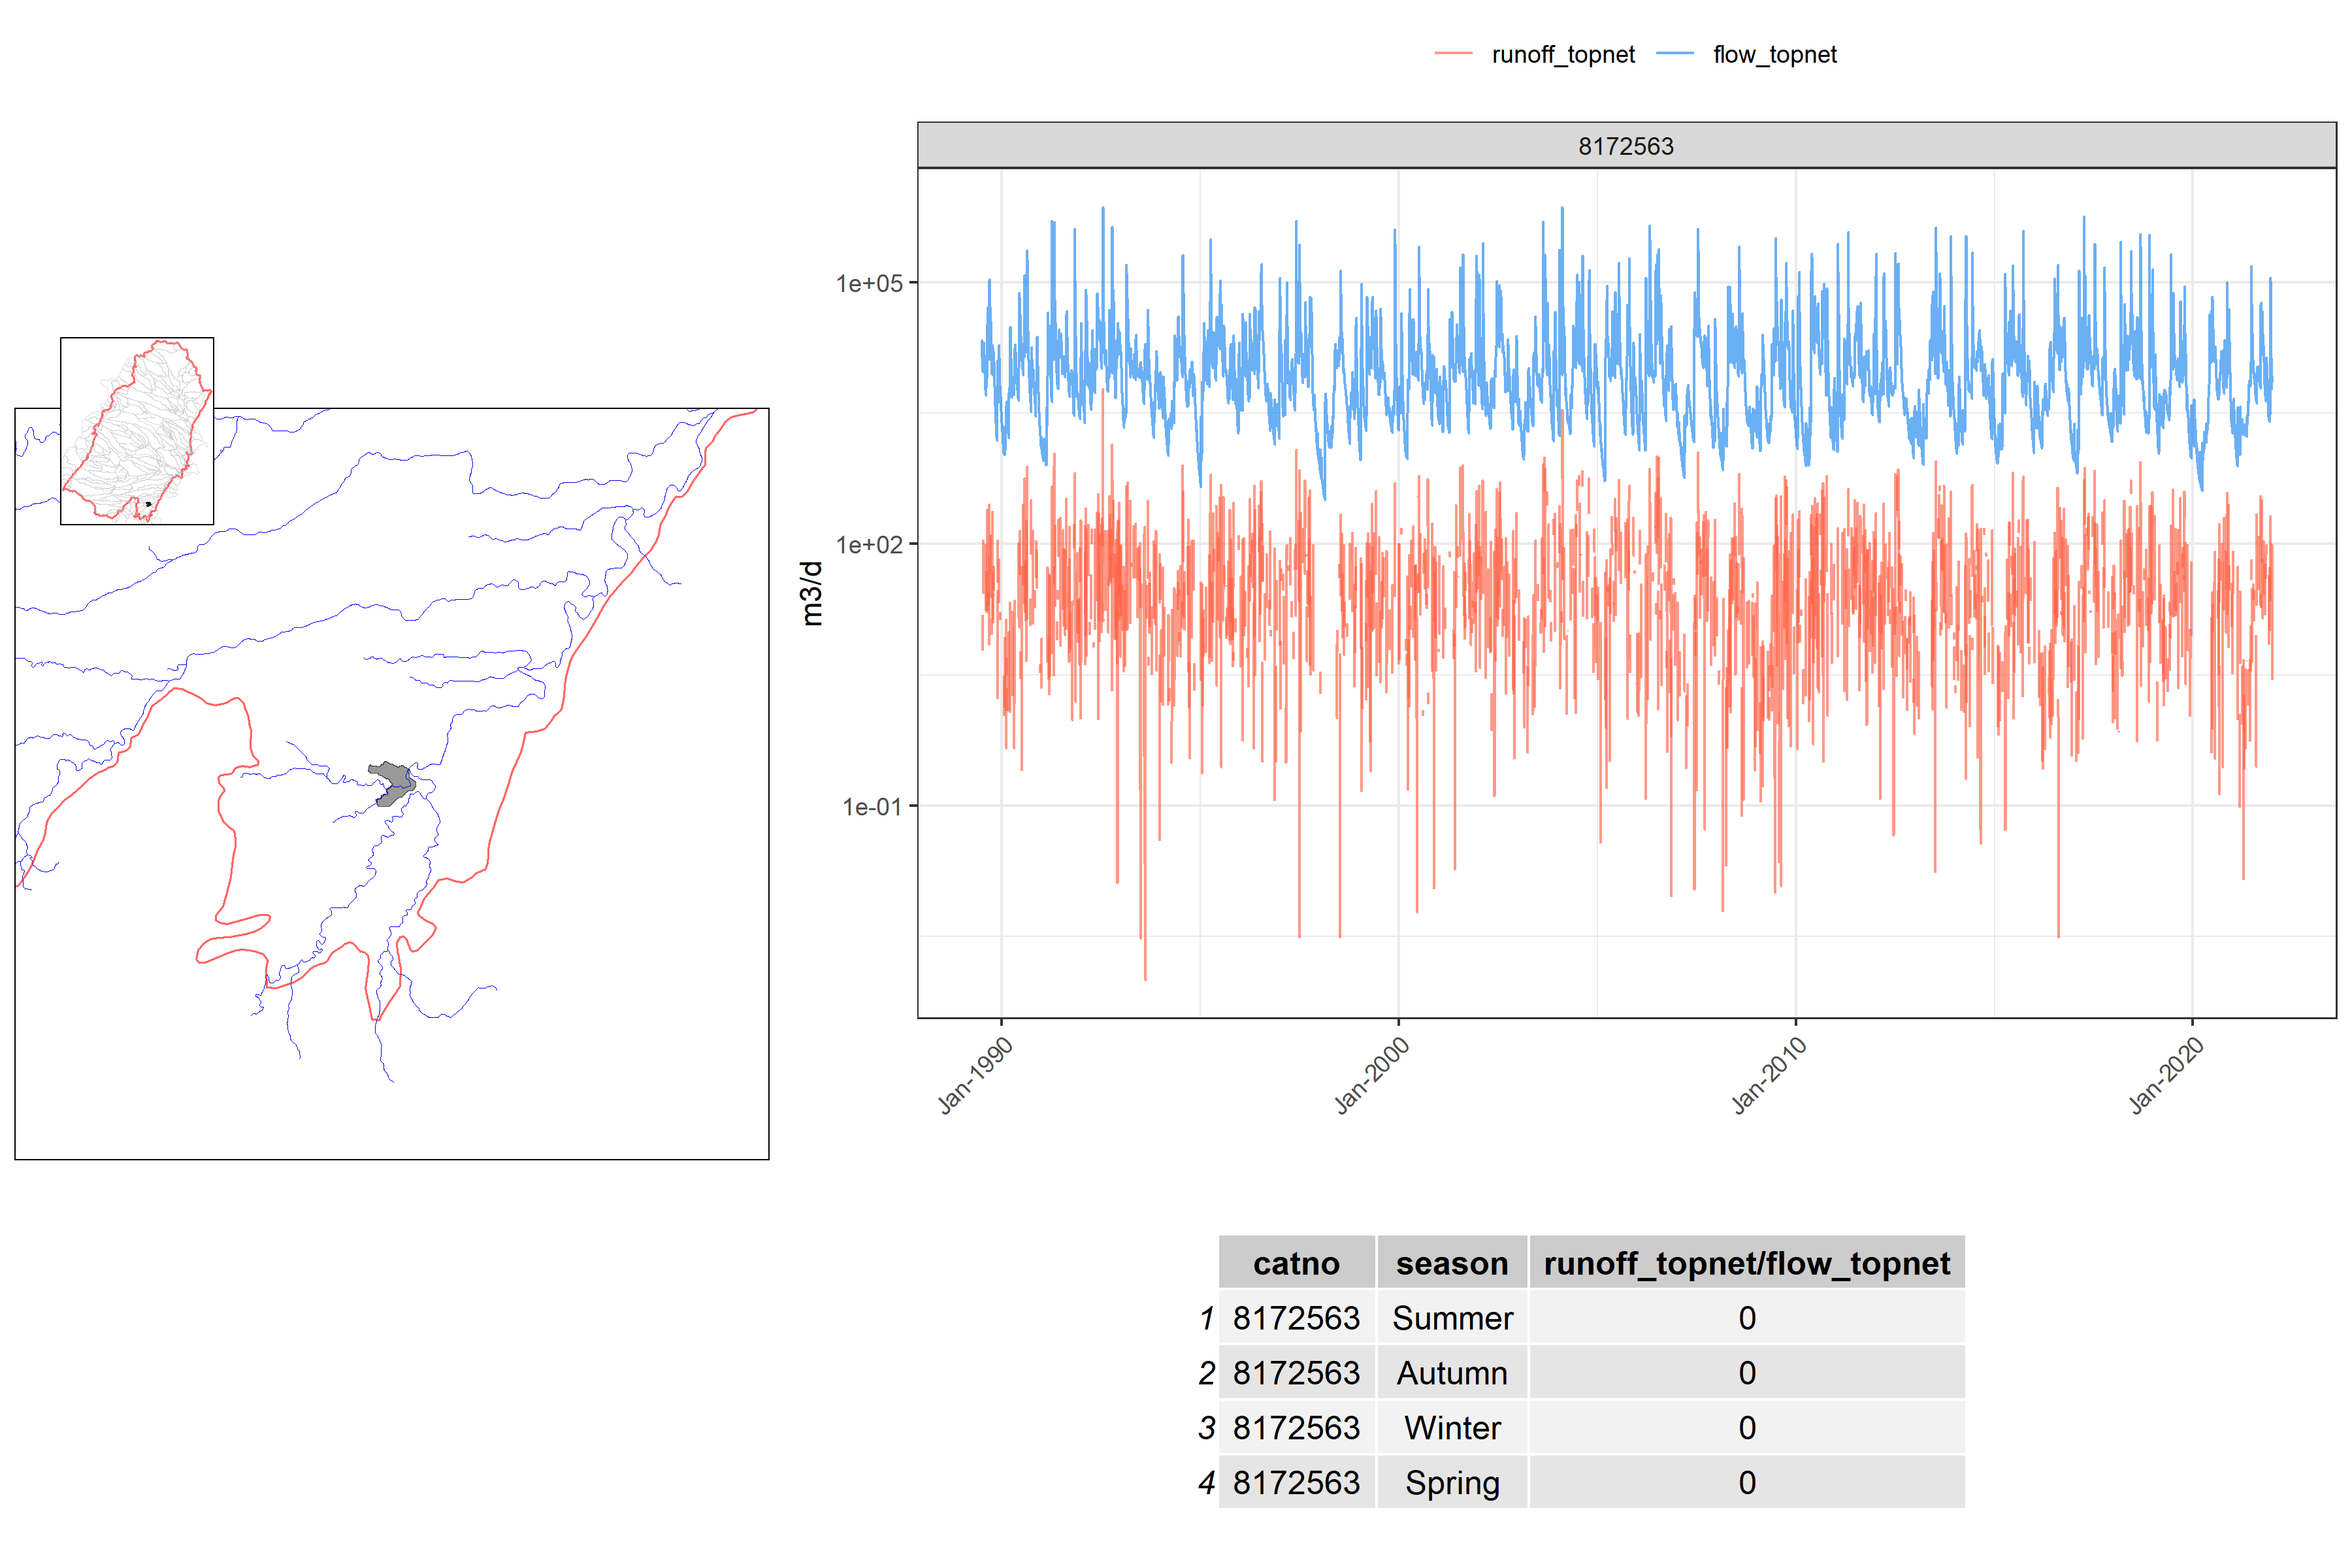 runoff_topnet flow_topnet
8172563
m3/d
1e+05
1e+02
1e-01
Jan-1990 Jan-2000 Jan-2010 Jan-2020
catno season runoff_topnet/flow_topnet
1 8172563 Summer 0
2 8172563 Autumn 0
3 8172563 Winter 0
4 8172563 Spring 0